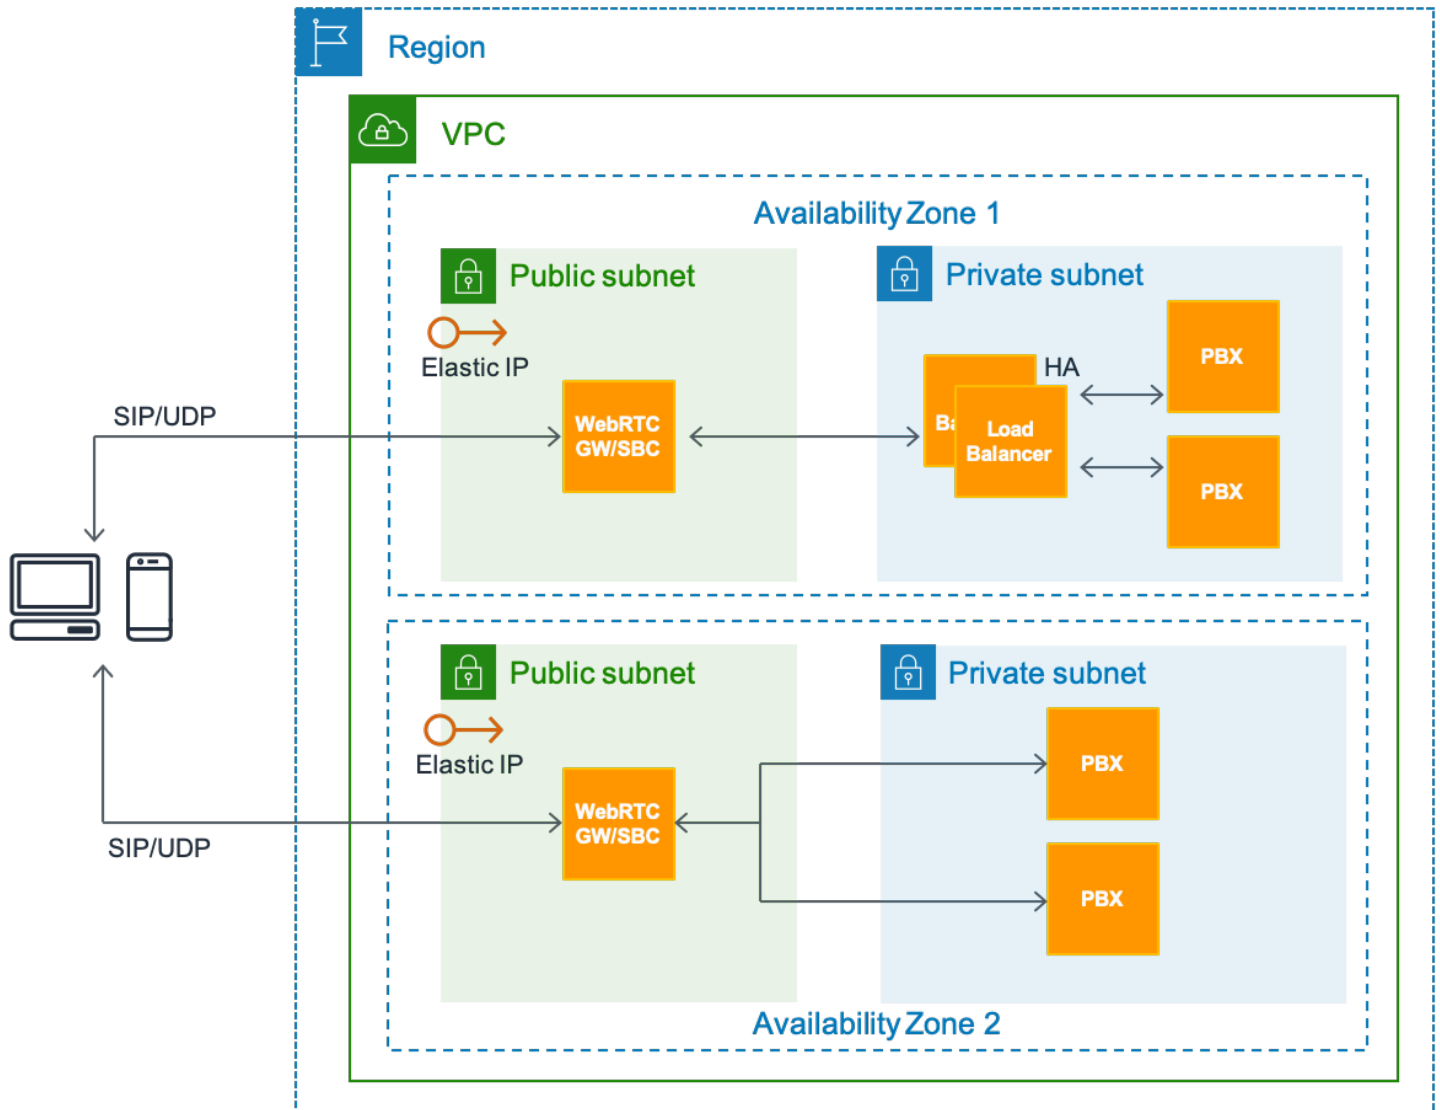 Region
VPC
Availability Zone 1
Public subnet
Private subnet
Elastic IP
SIP/UDP
WebRTC
GW/SBC
Ba
Load
Balancer
HA
PBX
PBX
Public subnet
Private subnet
Elastic IP
SIP/UDP
WebRTC
GW/SBC
PBX
PBX
Availability Zone 2